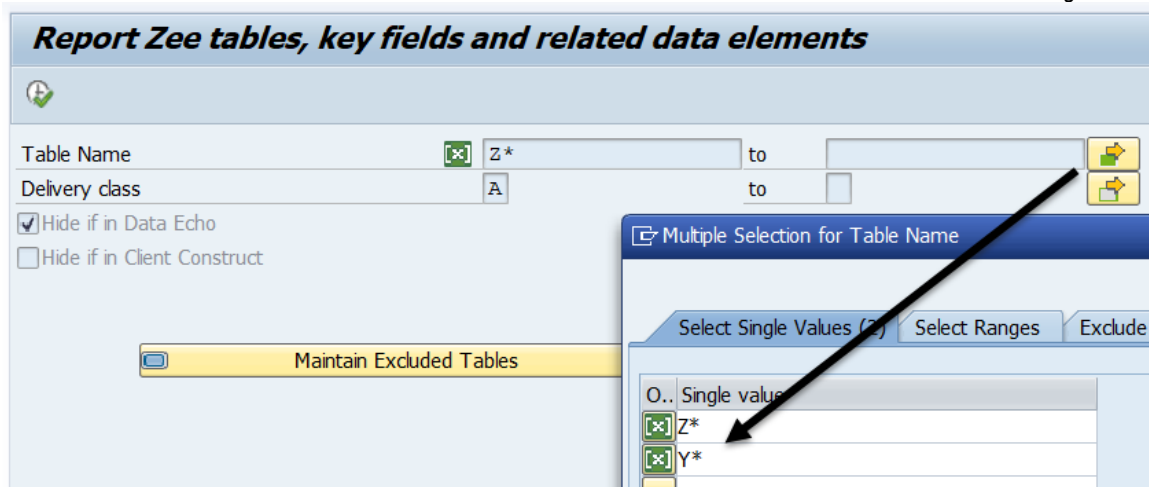 Report Zee tables, key fields and related data elements
Table Name Z* to
Delivery class A to
Hide if in Data Echo
Hide if in Client Construct
Multiple Selection for Table Name
Select Single Values (2) Select Ranges Exclude
Maintain Excluded Tables
O.. Single value
Z*
Y*